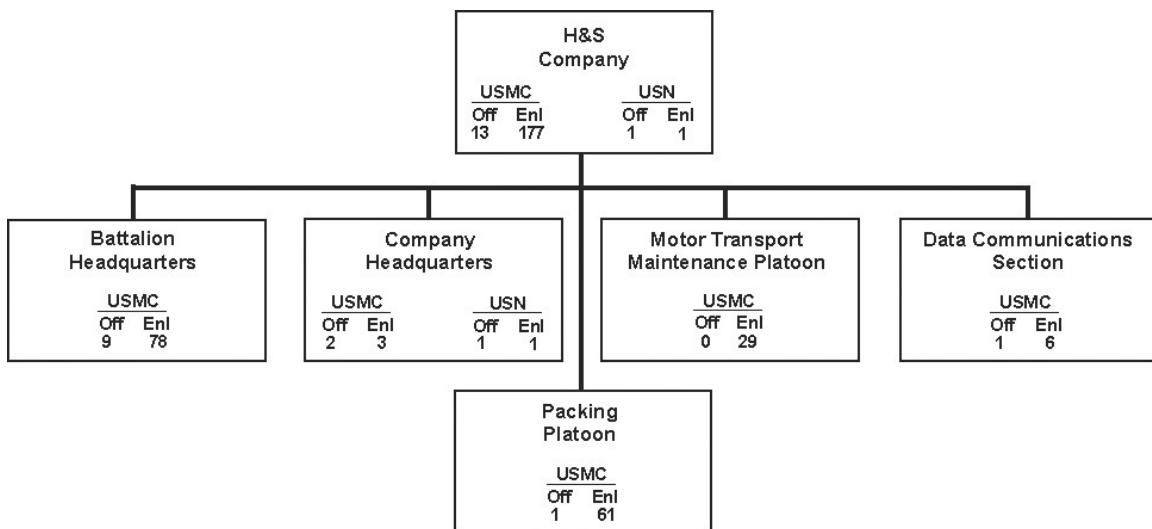 H&S
Company
USMC USN
Off Enl Off Enl
13 177 1 1
Battalion
Headquarters
USMC
Off Enl
9 78
Company
Headquarters
USMC USN
Off Enl Off Enl
2 3 1 1
Motor Transport
Maintenance Platoon
USMC
Off Enl
0 29
Data Communications
Section
USMC
Off Enl
1 6
Packing
Platoon
USMC
Off Enl
1 61